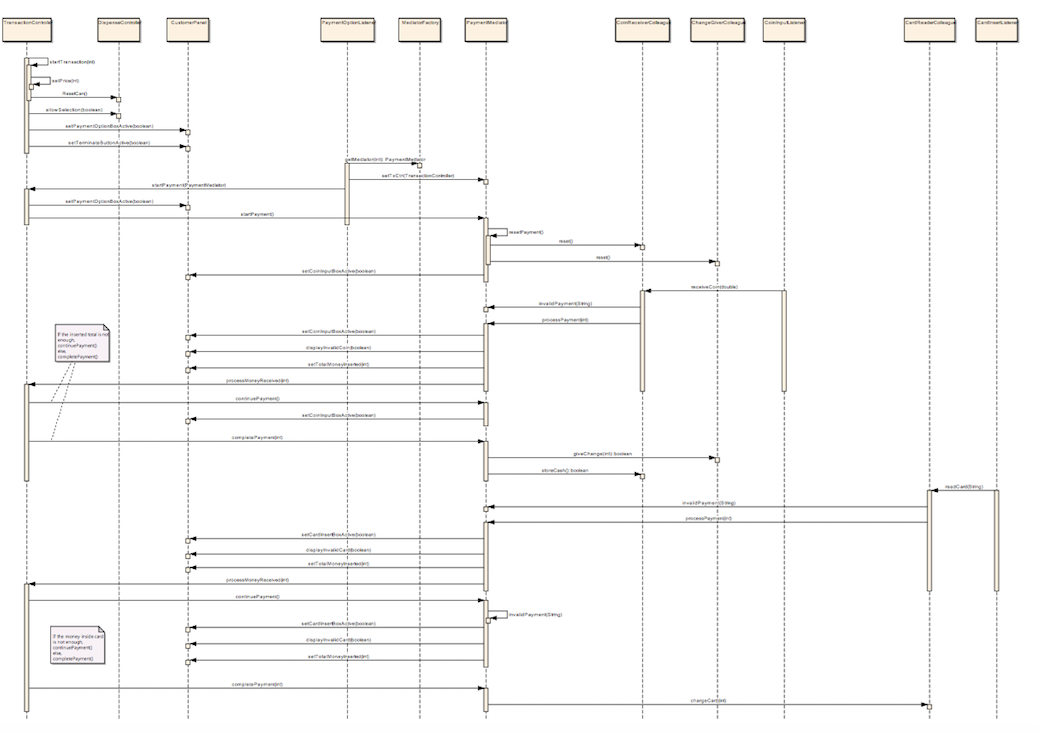 TransactionController
DispenseController
CustomerPanel
PaymentOptionListener
MediatorFactory
PaymentMediator
CoinReceiverColleague
ChangeGiverColleague
CoinInputListener
CardReaderColleague
CardInsertListener
startTransaction(int)
setPrice(int)
ResetCan()
allowSelection(boolean)
setPaymentOptionBoxActive(boolean)
setTerminateButtonActive(boolean)
getMediator(int): PaymentMediator
setTxCtrl(TransactionController)
startPayment(PaymentMediator)
setPaymentOptionBoxActive(boolean)
startPayment()
resetPayment()
reset()
reset()
setCoinInputBoxActive(boolean)
receiveCoin(double)
invalidPayment(String)
processPayment(int)
setCoinInputBoxActive(boolean)
displayInvalidCoin(boolean)
setTotalMoneyInserted(int)
If the inserted total is not
enough,
continuePayment()
else,
completePayment()
processMoneyReceived(int)
continuePayment()
setCoinInputBoxActive(boolean)
completePayment(int)
giveChange(int) boolean
storeCash() boolean
readCard(String)
invalidPayment(String)
processPayment(int)
setCardInsertBoxActive(boolean)
displayInvalidCard(boolean)
setTotalMoneyInserted(int)
processMoneyReceived(int)
continuePayment()
invalidPayment(String)
setCardInsertBoxActive(boolean)
If the money inside card
is not enough,
continuePayment()
else,
completePayment()
displayInvalidCard(boolean)
setTotalMoneyInserted(int)
completePayment(int)
chargeCard(int)